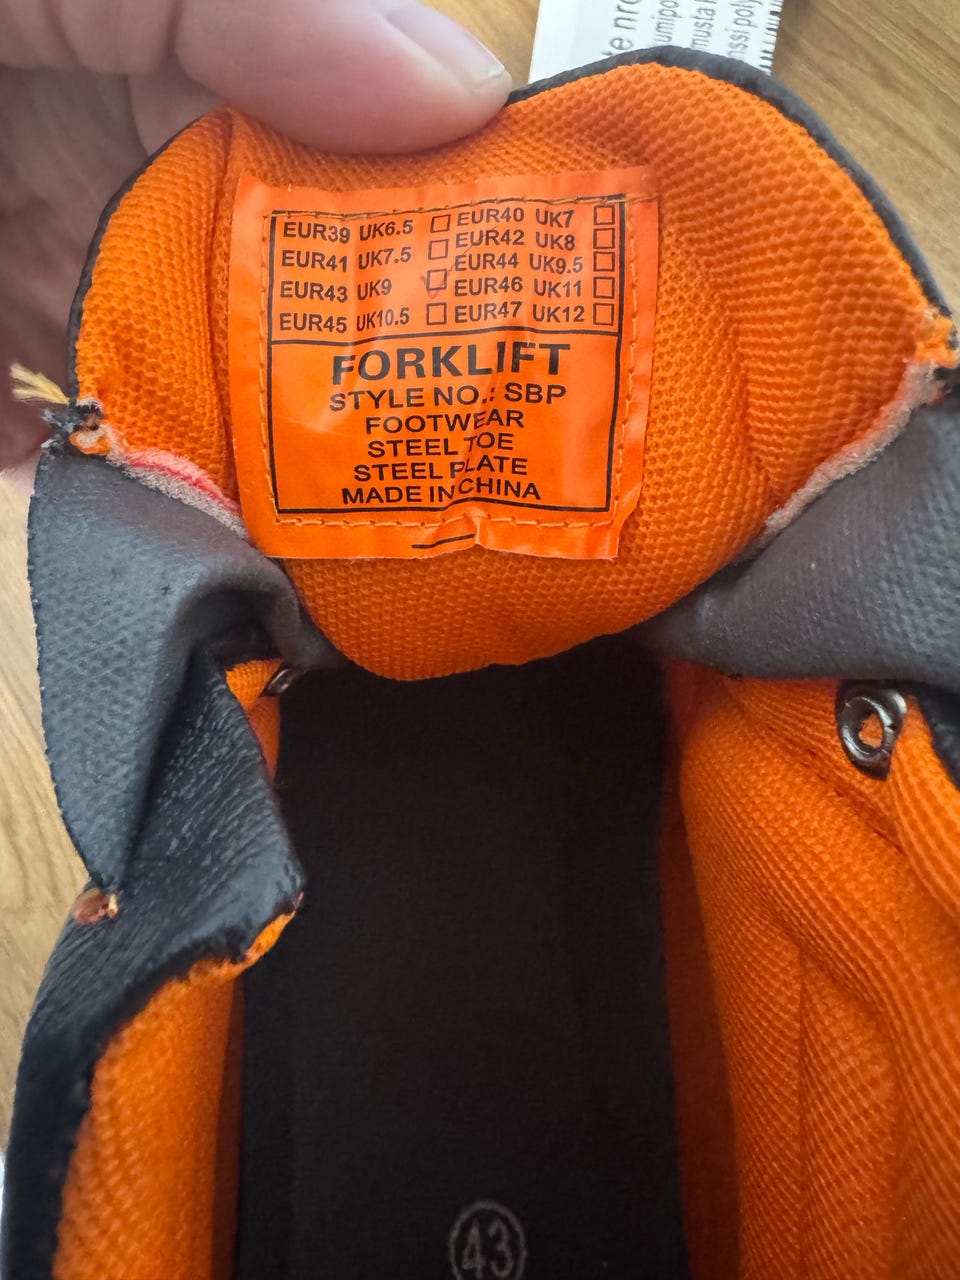 te
EUR39 UK6.5 ☐ EUR40 UK7 ☐
EUR41 UK7.5 ☐ EUR42 UK8 ☐
EUR43 UK9 ☑ EUR44 UK9.5 ☐
EUR45 UK10.5 ☐ EUR46 UK11 ☐
EUR47 UK12 ☐
FORKLIFT
STYLE NO.: SBP
FOOTWEAR
STEEL TOE
STEEL PLATE
MADE IN CHINA
43